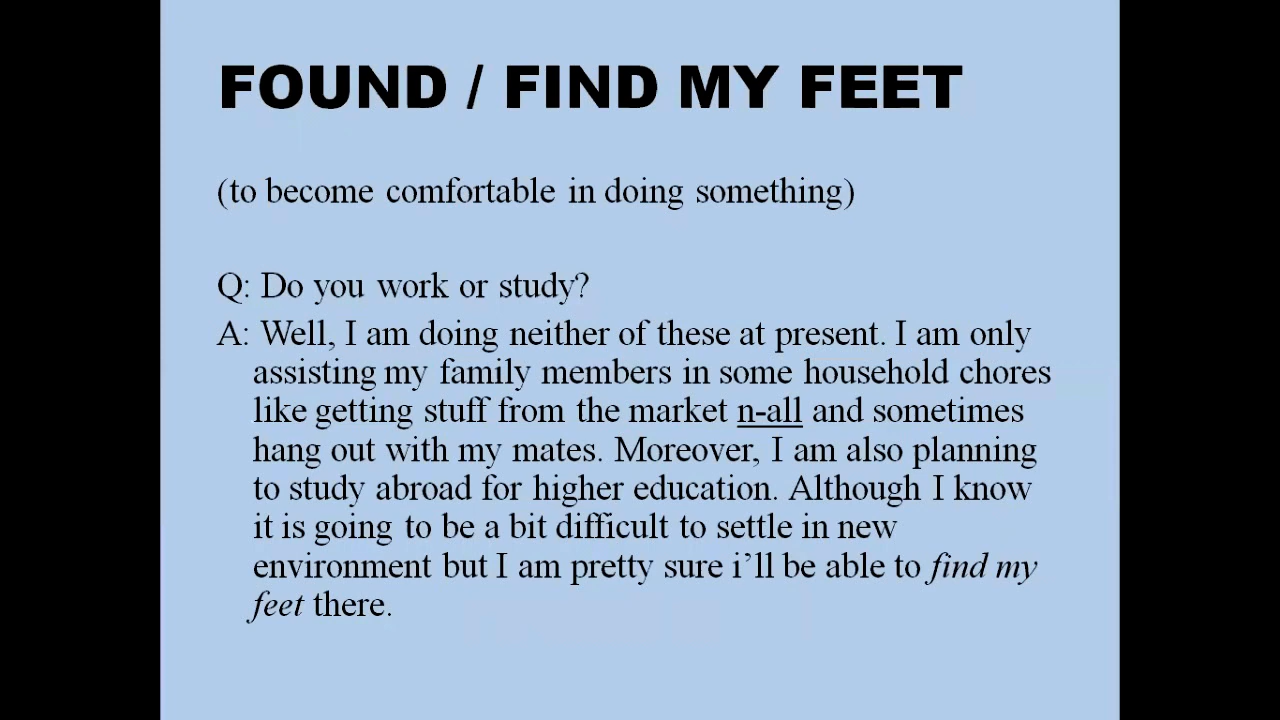 FOUND / FIND MY FEET
(to become comfortable in doing something)
Q: Do you work or study?
A: Well, I am doing neither of these at present. I am only
assisting my family members in some household chores
like getting stuff from the market n-all and sometimes
hang out with my mates. Moreover, I am also planning
to study abroad for higher education. Although I know
it is going to be a bit difficult to settle in new
environment but I am pretty sure i’ll be able to find my
feet there.